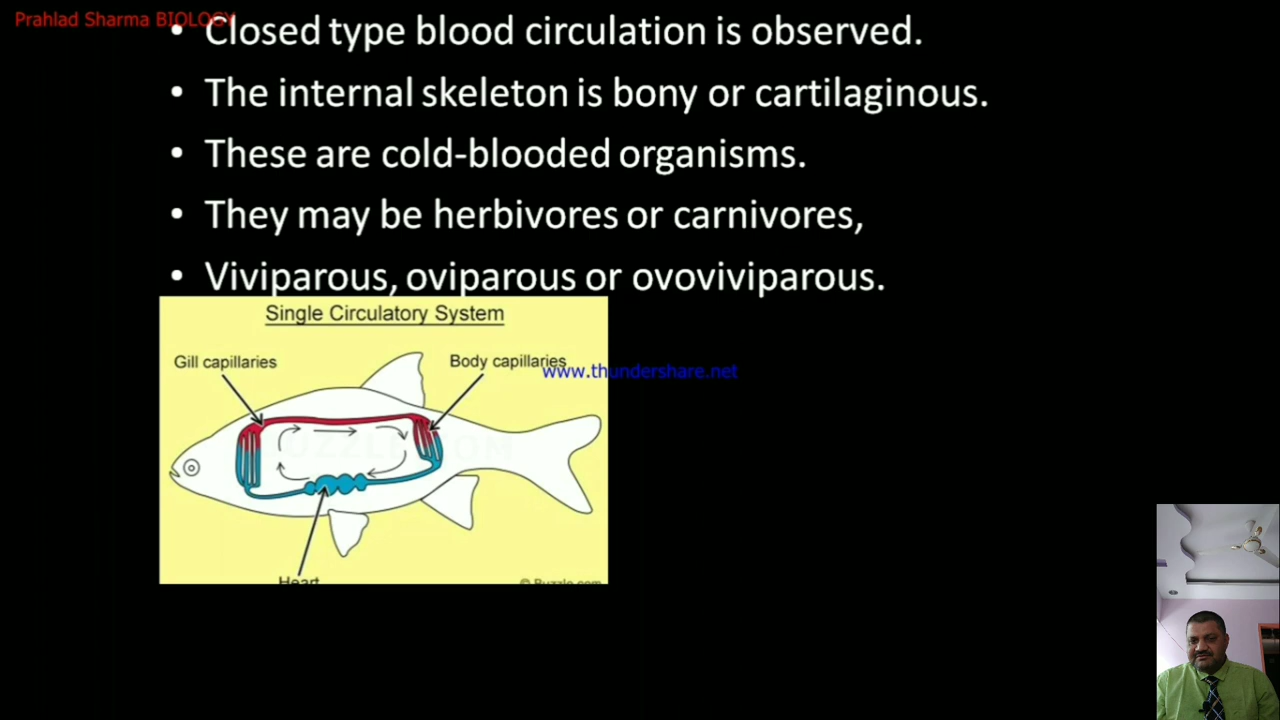 Prahlad Sharma BIOLOGY
• Closed type blood circulation is observed.
• The internal skeleton is bony or cartilaginous.
• These are cold-blooded organisms.
• They may be herbivores or carnivores,
• Viviparous, oviparous or ovoviviparous.
Single Circulatory System
Gill capillaries
Body capillaries
www.thundershare.net
Heart
© Buzzle.com